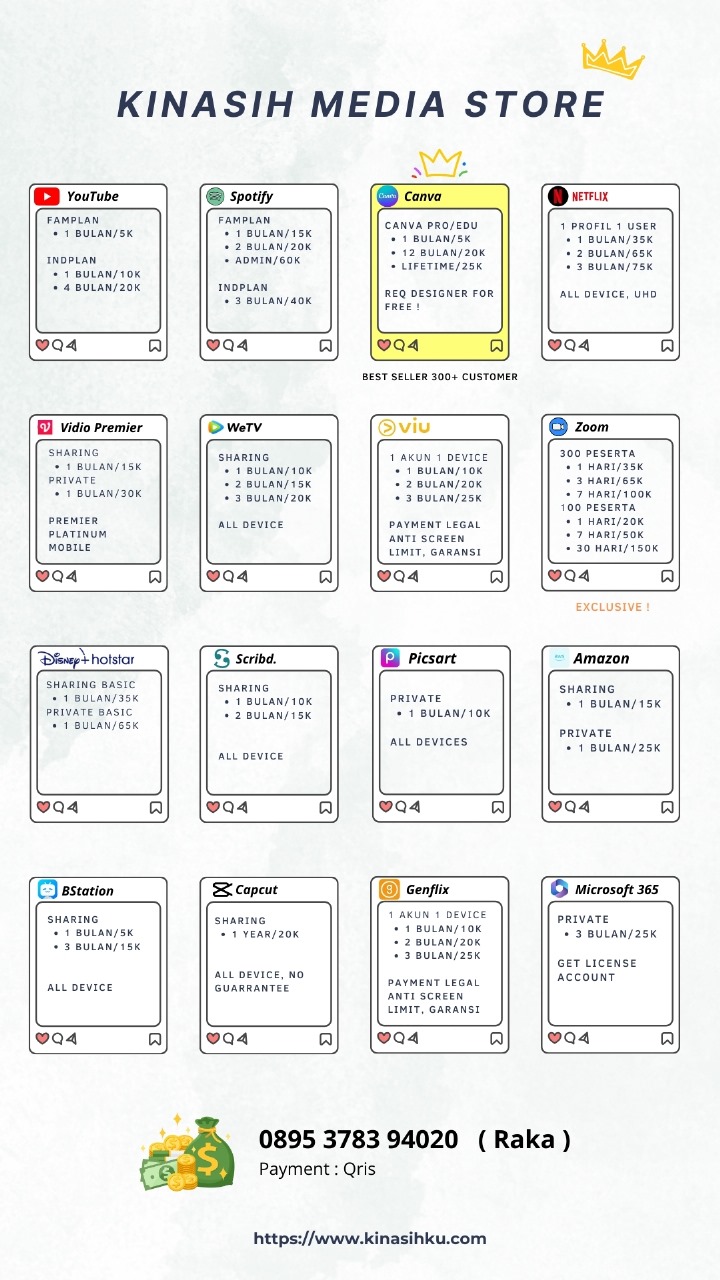 KINASIH MEDIA STORE
YouTube
FAMPLAN
• 1 BULAN/5K
INDPLAN
• 1 BULAN/10K
• 4 BULAN/20K
Spotify
FAMPLAN
• 1 BULAN/15K
• 2 BULAN/20K
• ADMIN/60K
INDPLAN
• 3 BULAN/40K
Canva
Canva
CANVA PRO/EDU
• 1 BULAN/5K
• 12 BULAN/20K
• LIFETIME/25K
REQ DESIGNER FOR
FREE !
BEST SELLER 300+ CUSTOMER
N
NETFLIX
1 PROFIL 1 USER
• 1 BULAN/35K
• 2 BULAN/65K
• 3 BULAN/75K
ALL DEVICE, UHD
Vidio Premier
SHARING
• 1 BULAN/15K
PRIVATE
• 1 BULAN/30K
PREMIER
PLATINUM
MOBILE
WeTV
SHARING
• 1 BULAN/10K
• 2 BULAN/15K
• 3 BULAN/20K
ALL DEVICE
viu
1 AKUN 1 DEVICE
• 1 BULAN/10K
• 2 BULAN/20K
• 3 BULAN/25K
PAYMENT LEGAL
ANTI SCREEN
LIMIT, GARANSI
Zoom
300 PESERTA
• 1 HARI/35K
• 3 HARI/65K
• 7 HARI/100K
100 PESERTA
• 1 HARI/20K
• 7 HARI/50K
• 30 HARI/150K
EXCLUSIVE !
Disney+ hotstar
SHARING BASIC
• 1 BULAN/35K
PRIVATE BASIC
• 1 BULAN/65K
Scribd.
SHARING
• 1 BULAN/10K
• 2 BULAN/15K
ALL DEVICE
Picsart
PRIVATE
• 1 BULAN/10K
ALL DEVICES
Amazon
SHARING
• 1 BULAN/15K
PRIVATE
• 1 BULAN/25K
BStation
SHARING
• 1 BULAN/5K
• 3 BULAN/15K
ALL DEVICE
Capcut
SHARING
• 1 YEAR/20K
ALL DEVICE, NO
GUARRANTEE
Genflix
1 AKUN 1 DEVICE
• 1 BULAN/10K
• 2 BULAN/20K
• 3 BULAN/25K
PAYMENT LEGAL
ANTI SCREEN
LIMIT, GARANSI
Microsoft 365
PRIVATE
• 3 BULAN/25K
GET LICENSE
ACCOUNT
0895 3783 94020 ( Raka )
Payment : Qris
https://www.kinasihku.com